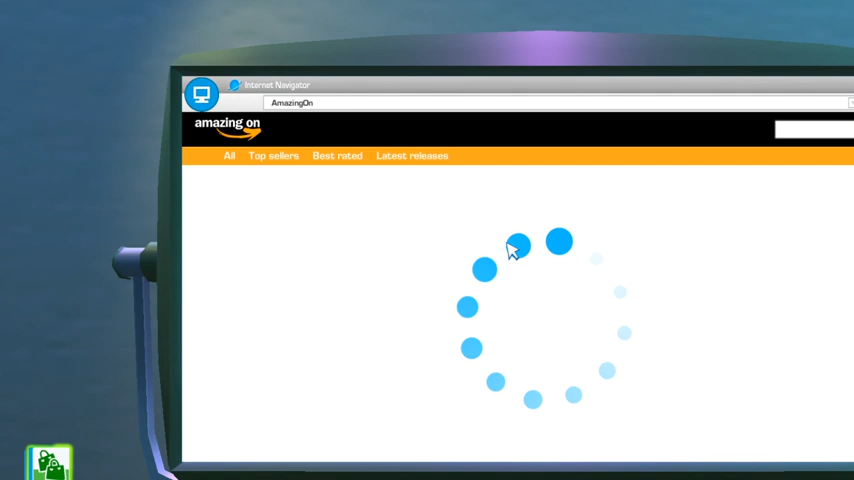 Internet Navigator
AmazingOn
amazing on
All Top sellers Best rated Latest releases